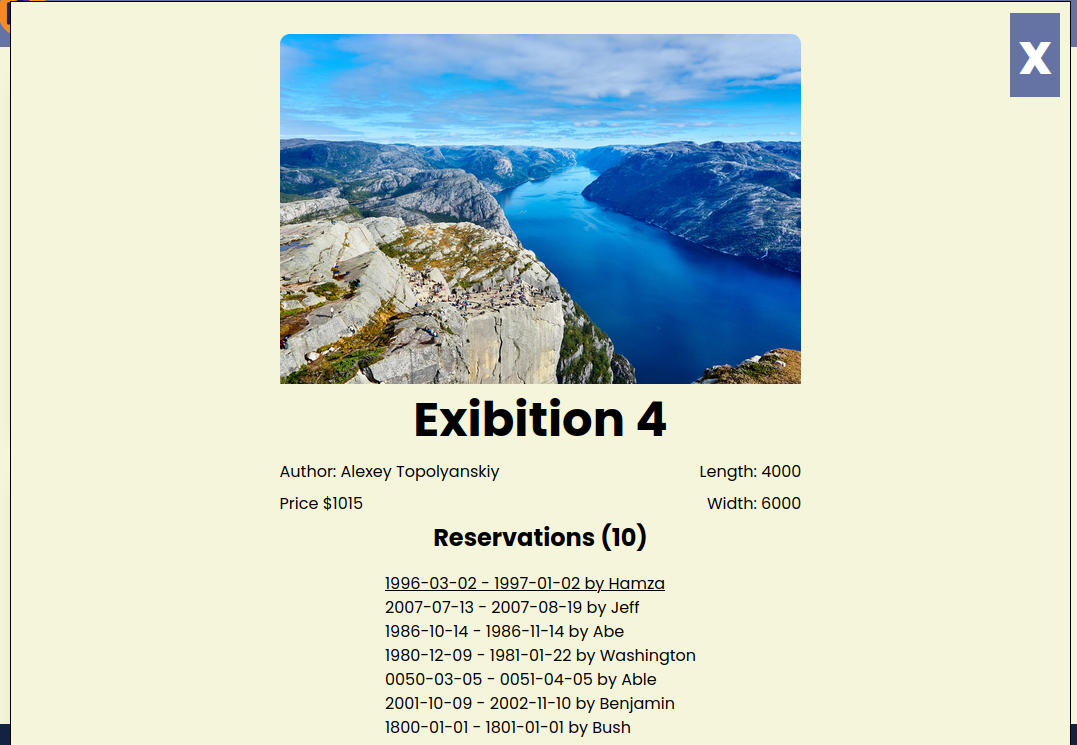 X
Exibition 4
Author: Alexey Topolyanskiy
Length: 4000
Price $1015
Width: 6000
Reservations (10)
1996-03-02 - 1997-01-02 by Hamza
2007-07-13 - 2007-08-19 by Jeff
1986-10-14 - 1986-11-14 by Abe
1980-12-09 - 1981-01-22 by Washington
0050-03-05 - 0051-04-05 by Able
2001-10-09 - 2002-11-10 by Benjamin
1800-01-01 - 1801-01-01 by Bush